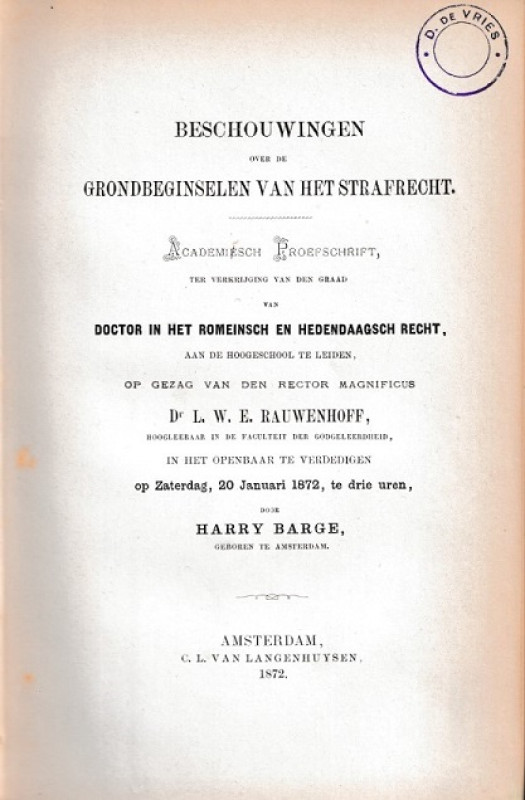 D. DE VRIES
BESCHOUWINGEN
OVER DE
GRONDBEGINSELEN VAN HET STRAFRECHT.
ACADEMIESCH PROEFSCHRIFT,
TER VERKRIJGING VAN DEN GRAAD
VAN
DOCTOR IN HET ROMEINSCH EN HEDENDAAGSCH RECHT,
AAN DE HOOGESCHOOL TE LEIDEN,
OP GEZAG VAN DEN RECTOR MAGNIFICUS
Dr L. W. E. RAUWENHOFF,
HOOGLEERAAR IN DE FACULTEIT DER GODGELEERDHEID,
IN HET OPENBAAR TE VERDEDIGEN
op Zaterdag, 20 Januari 1872, te drie uren,
DOOR
HARRY BARGE,
GEBOREN TE AMSTERDAM.
AMSTERDAM,
C. L. VAN LANGENHUYSEN.
1872.